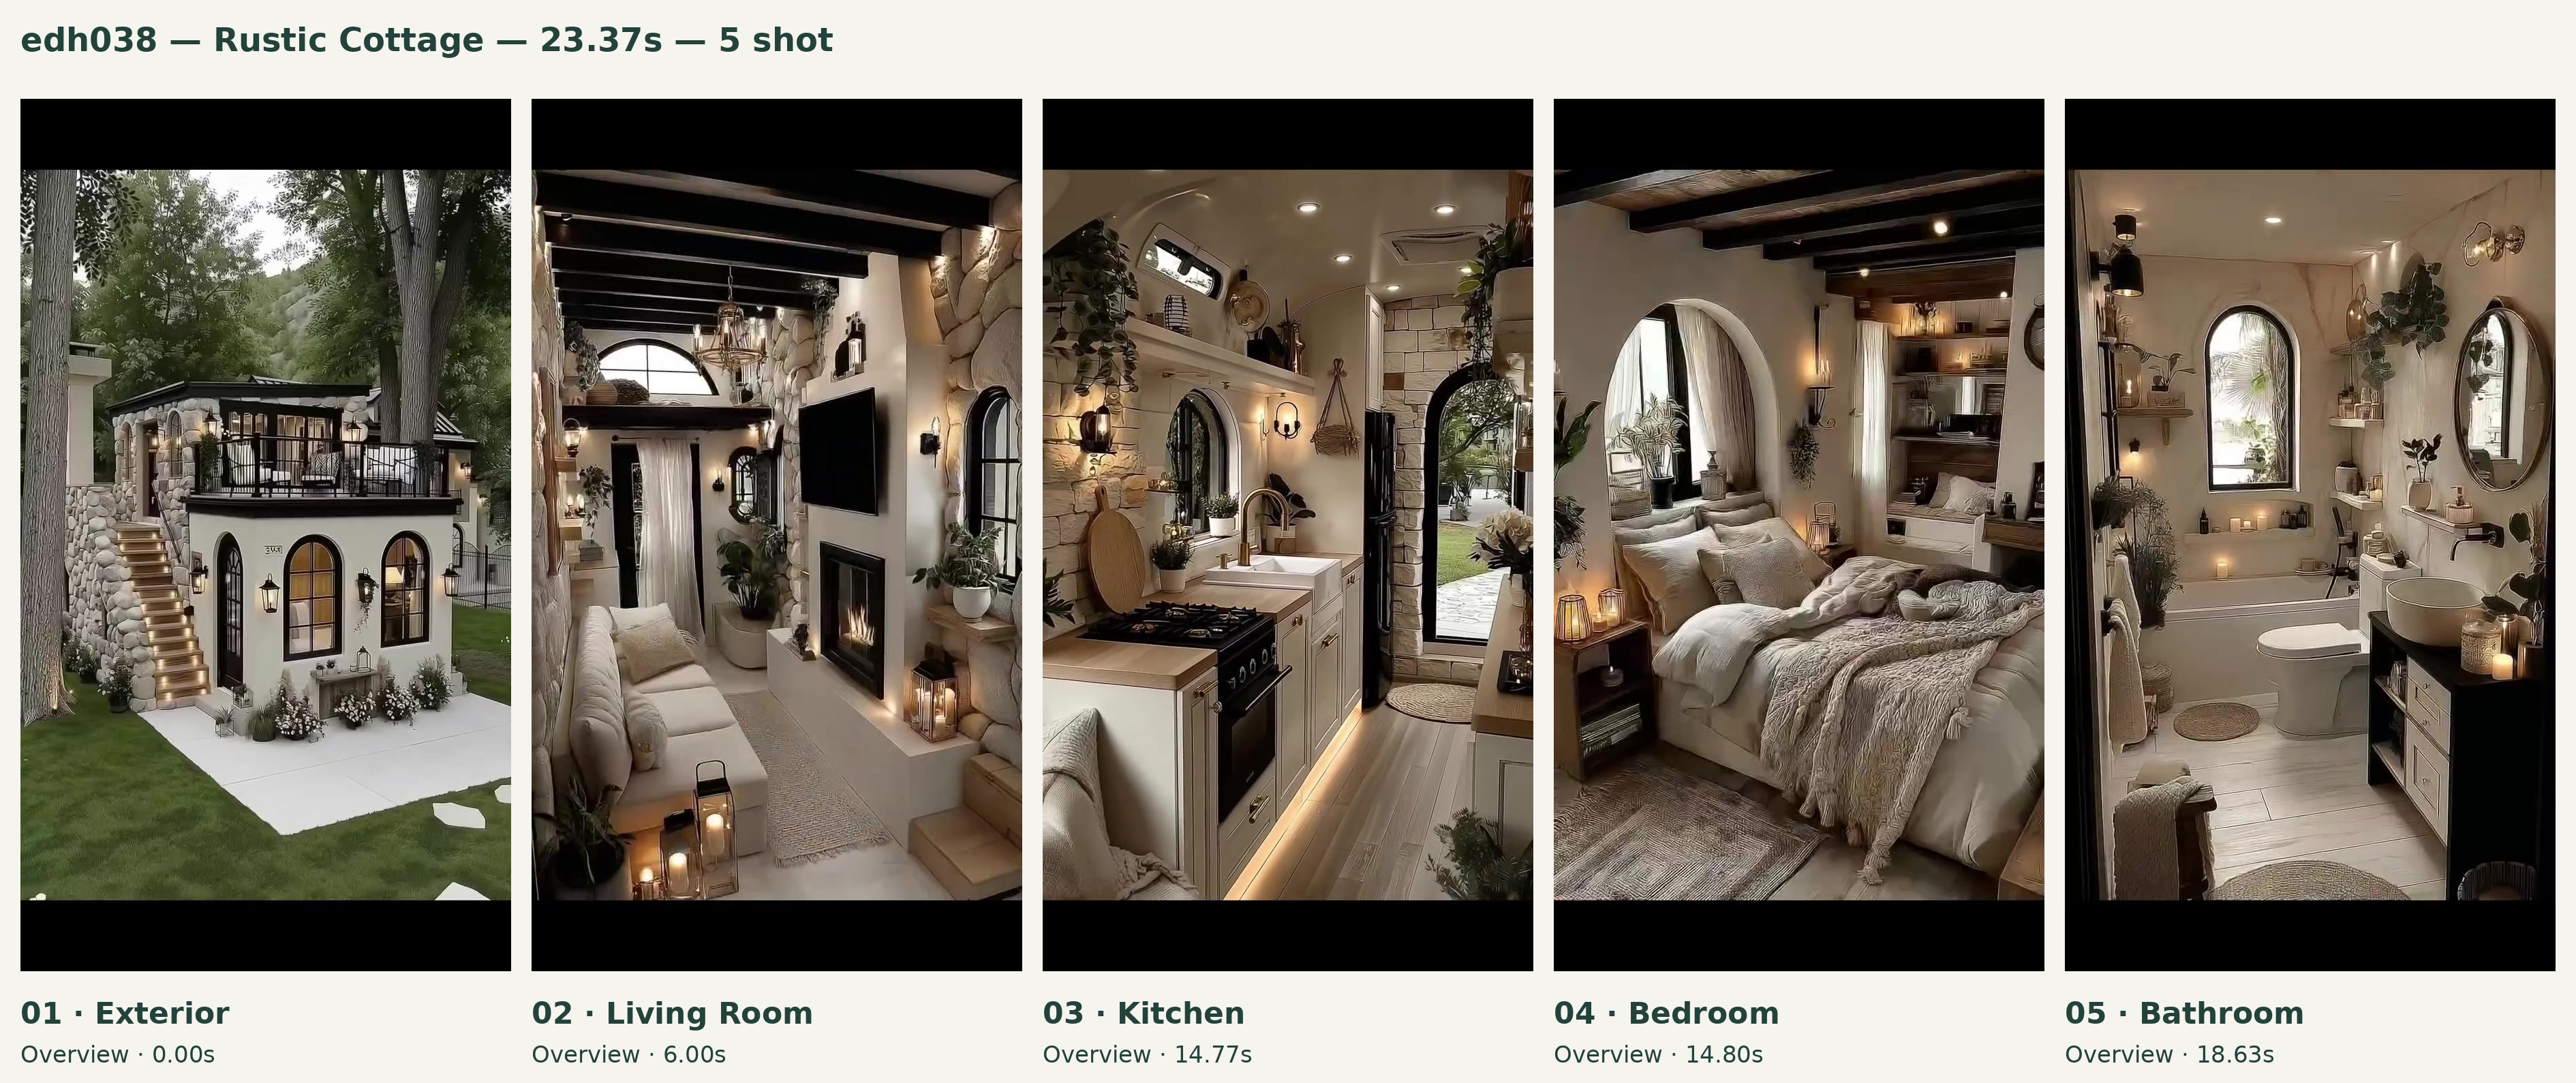 edh038 — Rustic Cottage — 23.37s — 5 shot
01 · Exterior
Overview · 0.00s
02 · Living Room
Overview · 6.00s
03 · Kitchen
Overview · 14.77s
04 · Bedroom
Overview · 14.80s
05 · Bathroom
Overview · 18.63s